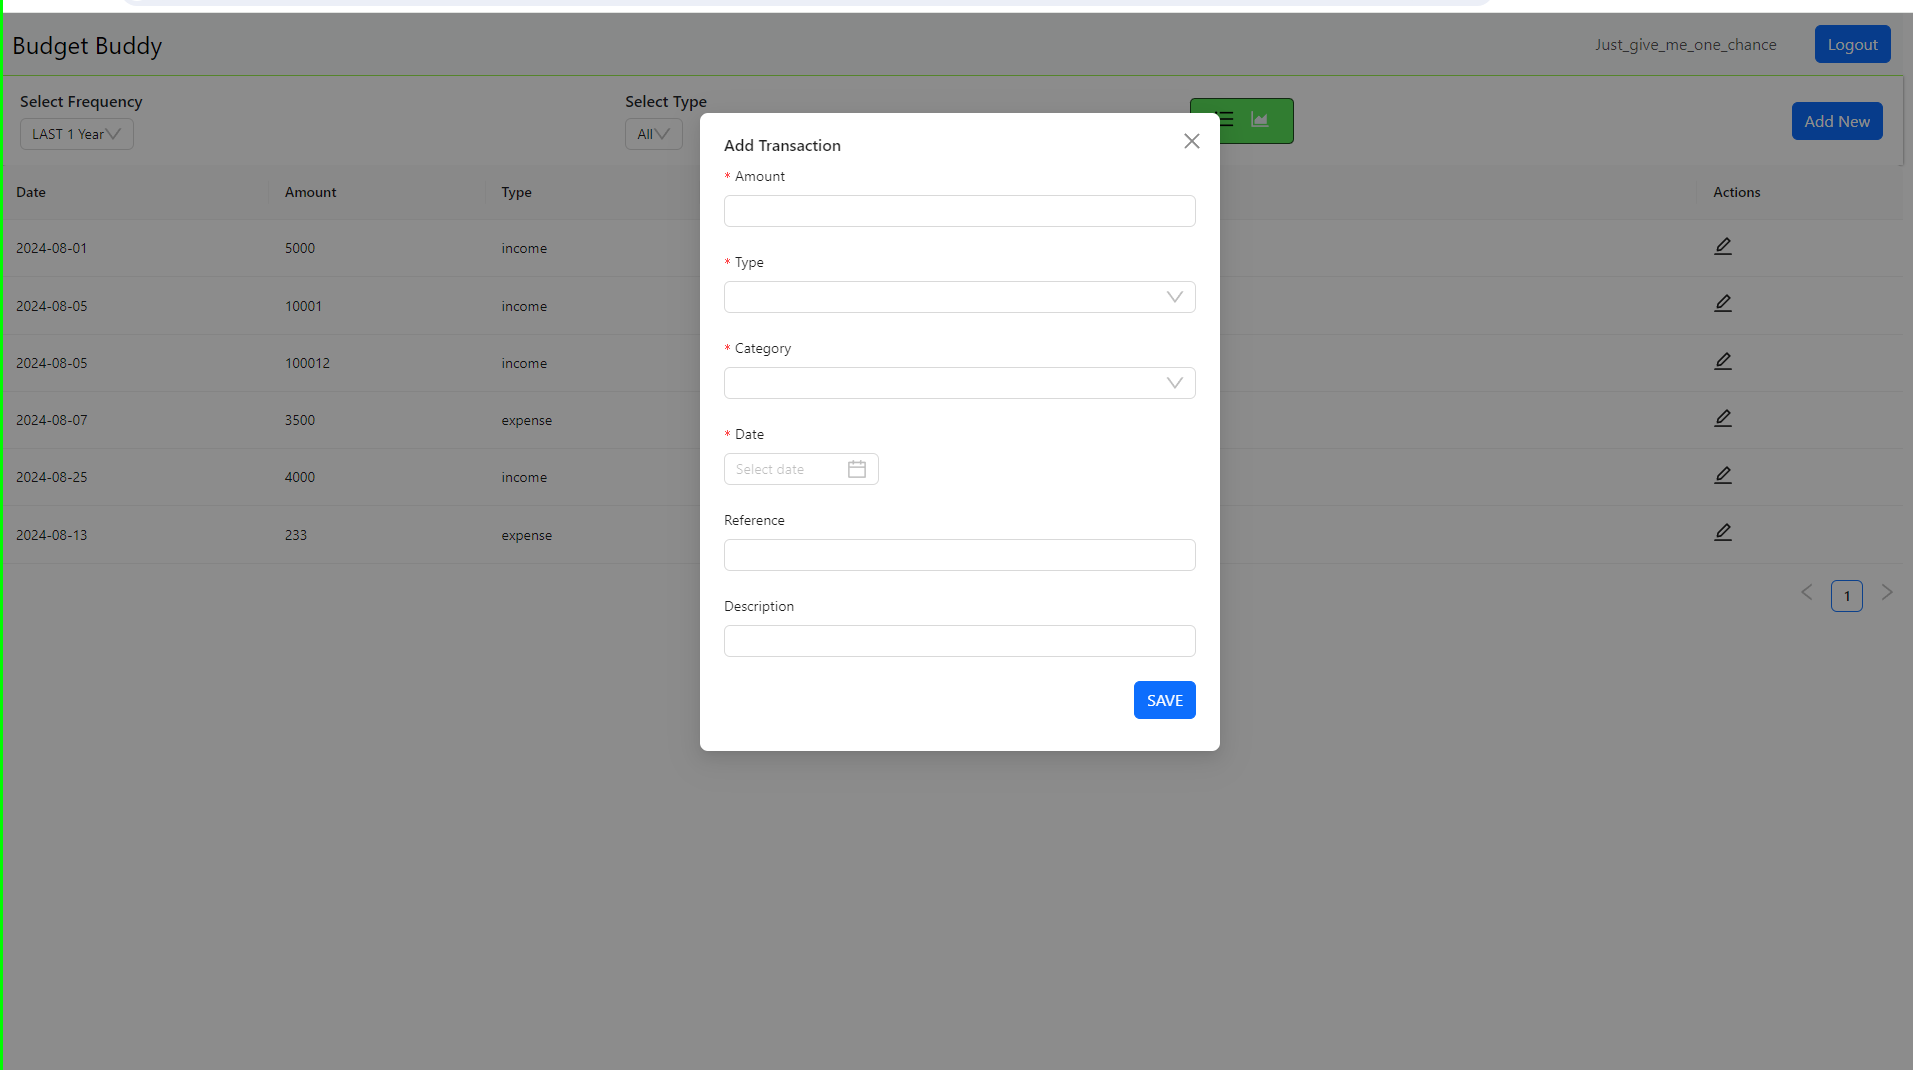 Budget Buddy
Just_give_me_one_chance
Logout
Select Frequency
LAST 1 Year
Select Type
All
Add New
Date Amount Type Actions
2024-08-01 5000 income
2024-08-05 10001 income
2024-08-05 100012 income
2024-08-07 3500 expense
2024-08-25 4000 income
2024-08-13 233 expense
1
Add Transaction
* Amount
* Type
* Category
* Date
Select date
Reference
Description
SAVE